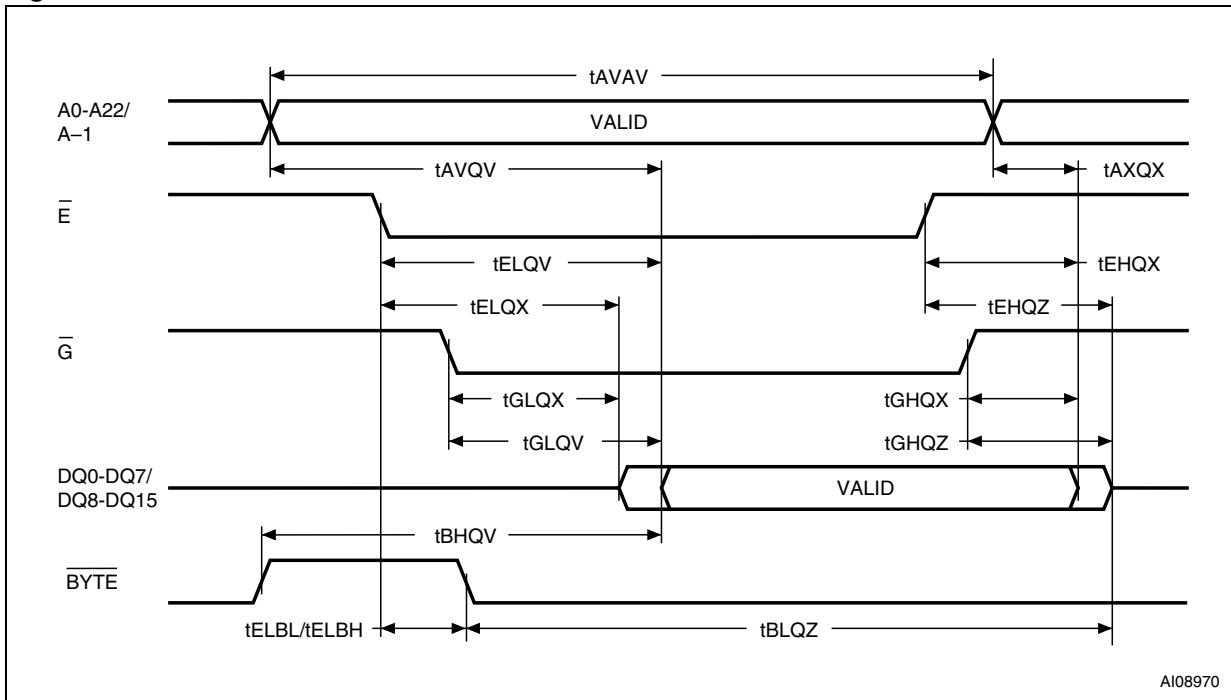 tAVAV
A0-A22/
A–1
VALID
tAVQV
tAXQX
E
tELQV
tEHQX
tELQX
tEHQZ
G
tGLQX
tGHQX
tGLQV
tGHQZ
DQ0-DQ7/
DQ8-DQ15
VALID
tBHQV
BYTE
tELBL/tELBH
tBLQZ
AI08970